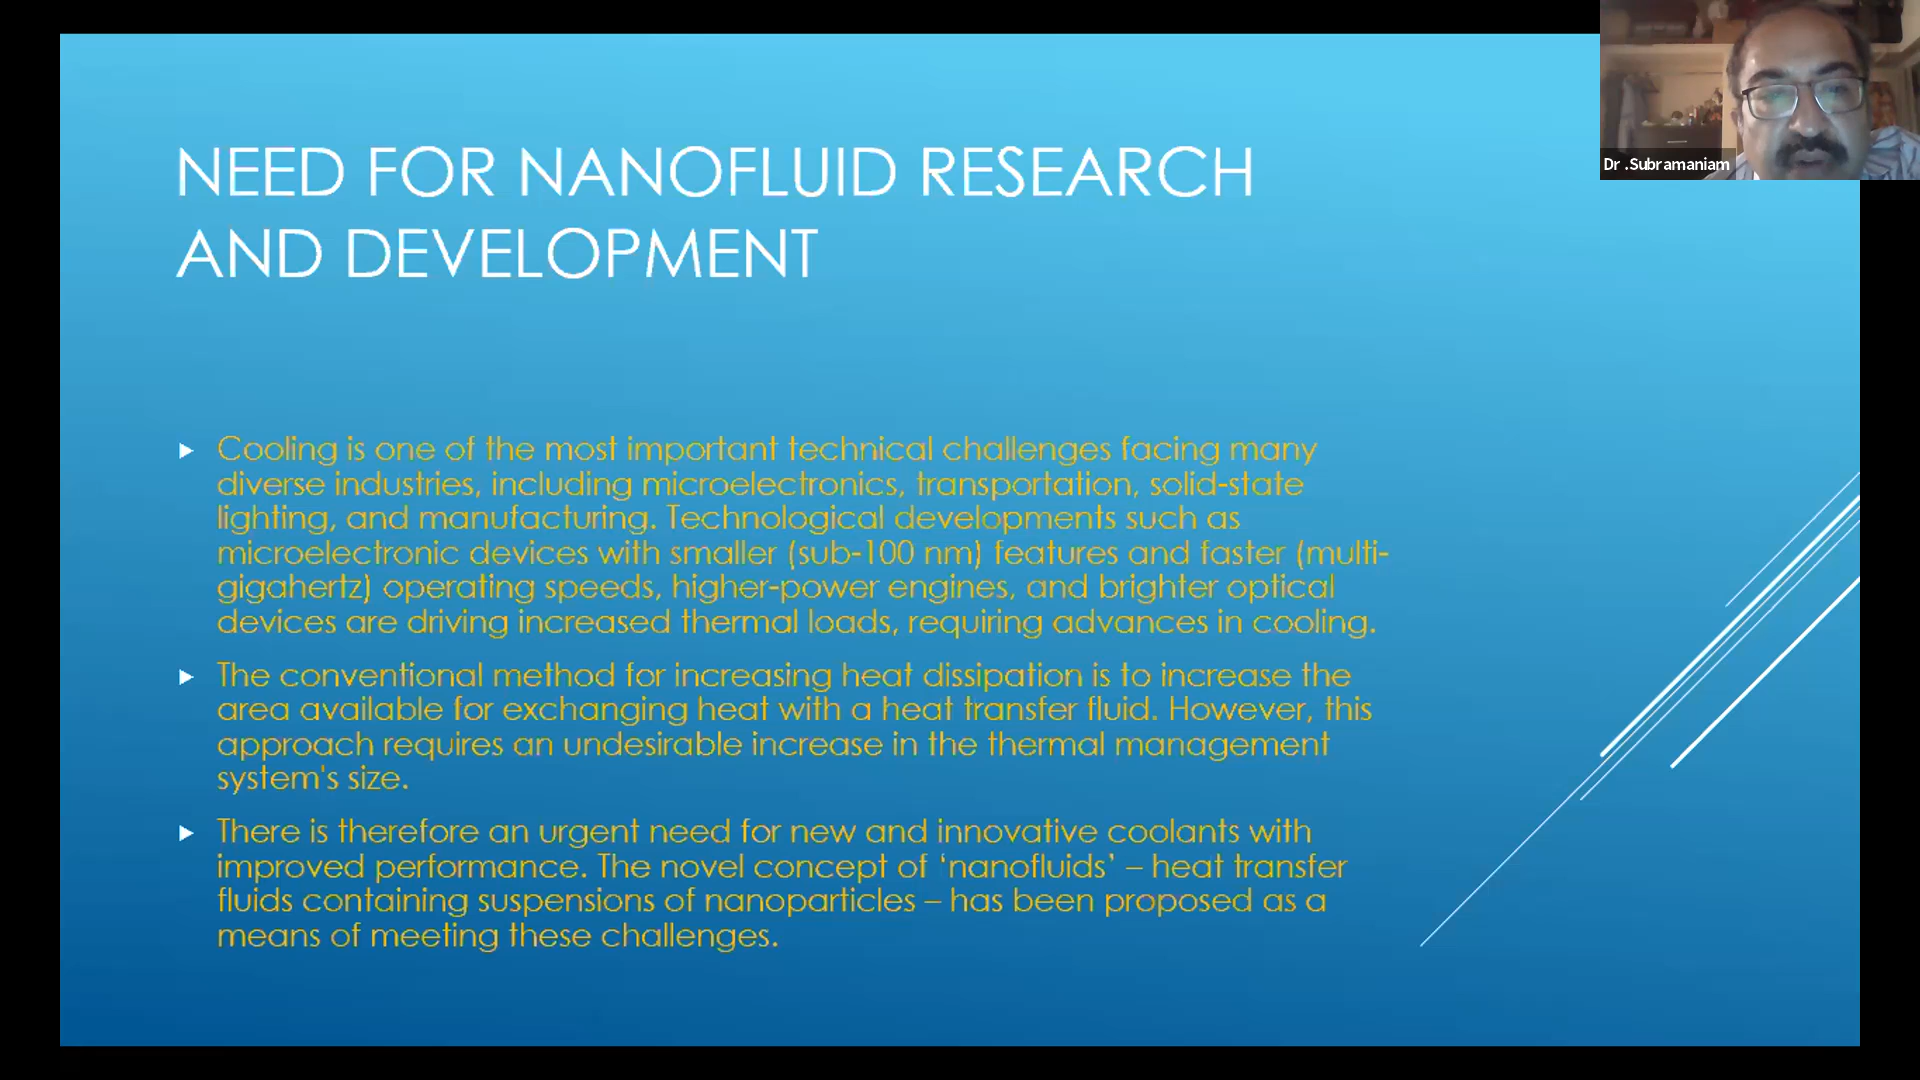 NEED FOR NANOFLUID RESEARCH
AND DEVELOPMENT
Cooling is one of the most important technical challenges facing many
diverse industries, including microelectronics, transportation, solid-state
lighting, and manufacturing. Technological developments such as
microelectronic devices with smaller (sub-100 nm) features and faster (multi-
gigahertz) operating speeds, higher-power engines, and brighter optical
devices are driving increased thermal loads, requiring advances in cooling.
The conventional method for increasing heat dissipation is to increase the
area available for exchanging heat with a heat transfer fluid. However, this
approach requires an undesirable increase in the thermal management
system's size.
There is therefore an urgent need for new and innovative coolants with
improved performance. The novel concept of ‘nanofluids’ – heat transfer
fluids containing suspensions of nanoparticles – has been proposed as a
means of meeting these challenges.
Dr .Subramaniam